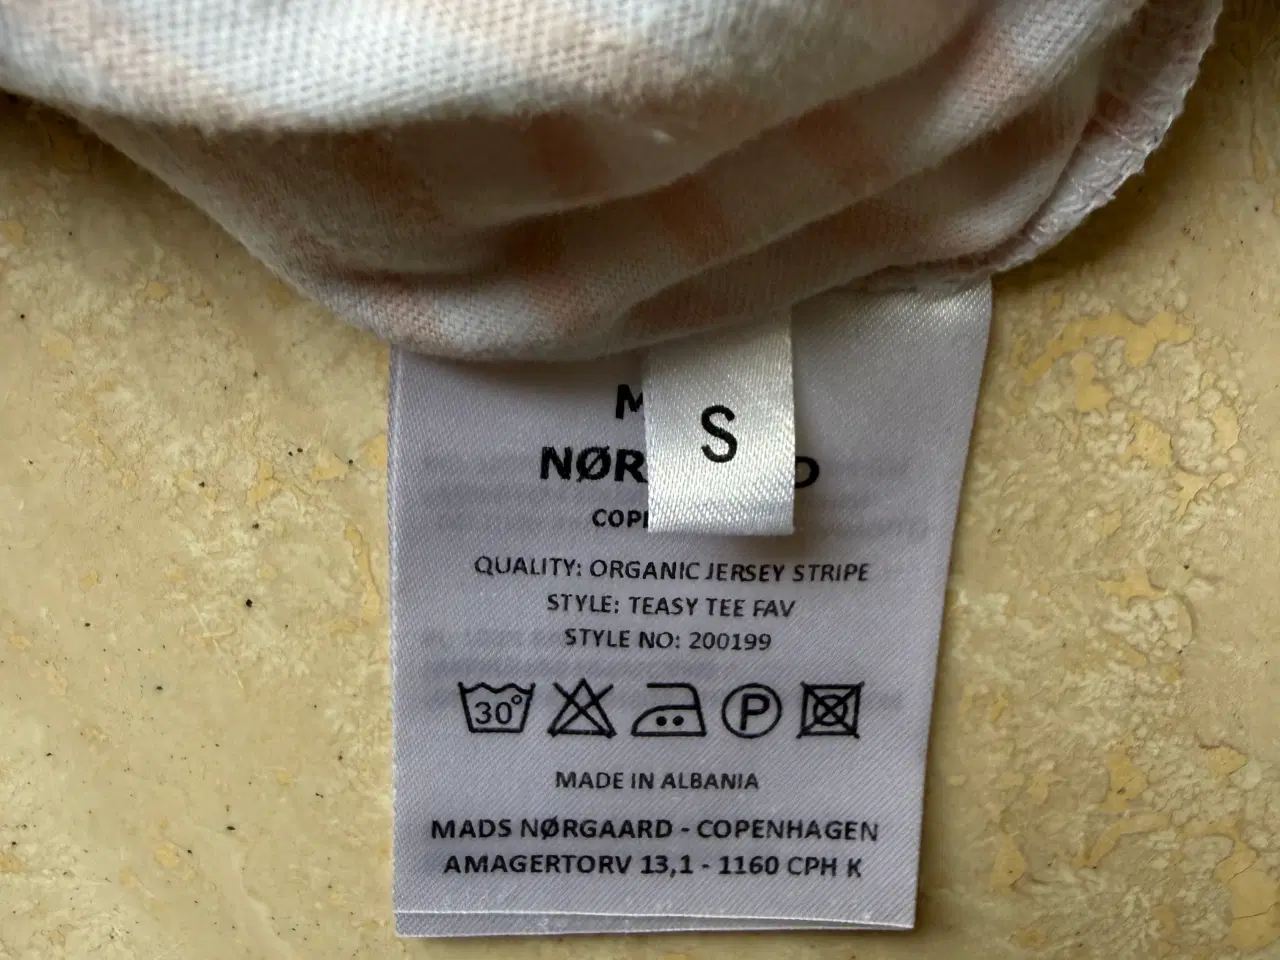 S
COP
QUALITY: ORGANIC JERSEY STRIPE
STYLE: TEASY TEE FAV
STYLE NO: 200199
30°
P
MADE IN ALBANIA
MADS NØRGAARD - COPENHAGEN
AMAGERTORV 13,1 - 1160 CPH K